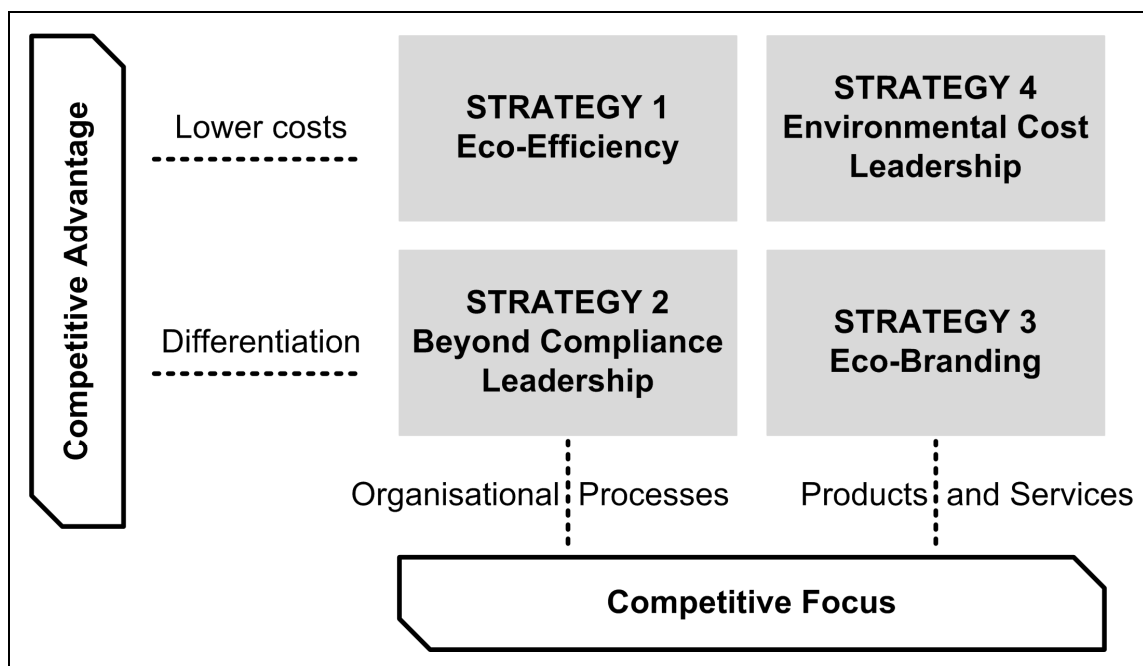 Competitive Advantage
Lower costs
STRATEGY 1
Eco-Efficiency
STRATEGY 4
Environmental Cost
Leadership
Differentiation
STRATEGY 2
Beyond Compliance
Leadership
STRATEGY 3
Eco-Branding
Organisational Processes
Products and Services
Competitive Focus